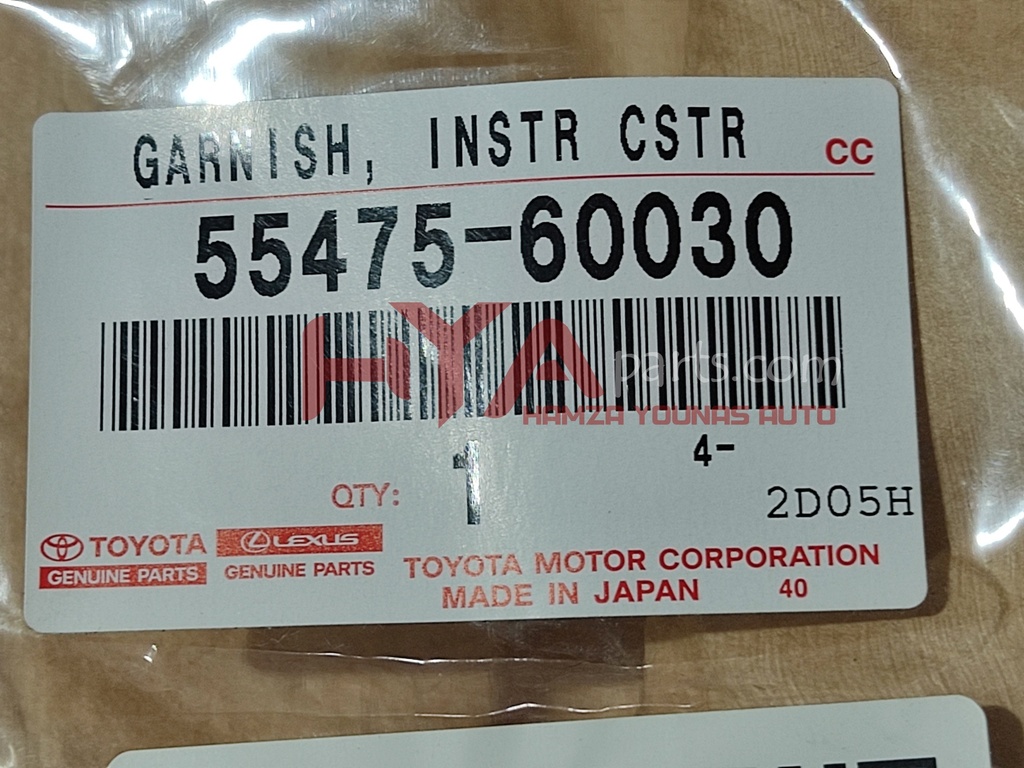 GARNISH, INSTR CSTR
CC
55475-60030
HYA parts.com
HAMZA YOUNAS AUTO
4-
QTY: 1
2D05H
TOYOTA
GENUINE PARTS
LEXUS
GENUINE PARTS
TOYOTA MOTOR CORPORATION
MADE IN JAPAN 40